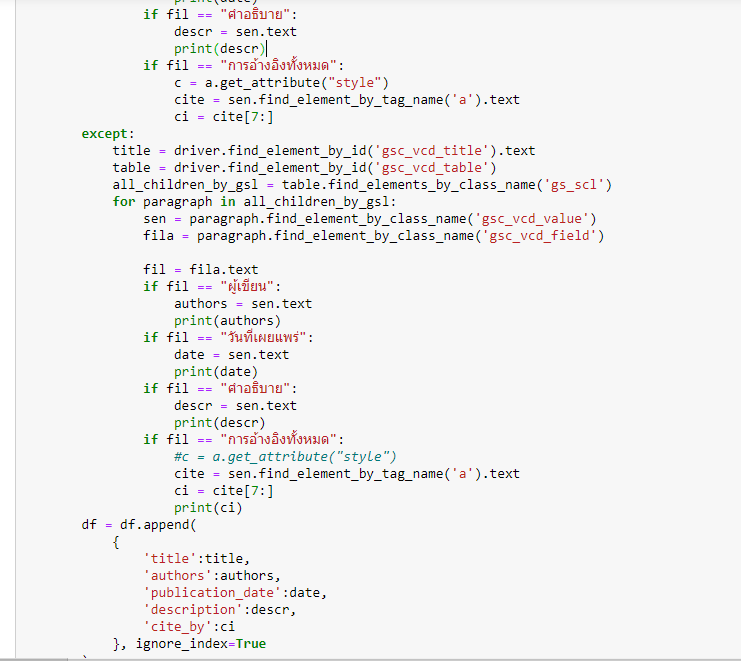 print(date)
if fil == "คำอธิบาย":
descr = sen.text
print(descr)
if fil == "การอ้างอิงทั้งหมด":
c = a.get_attribute("style")
cite = sen.find_element_by_tag_name('a').text
ci = cite[7:]
except:
title = driver.find_element_by_id('gsc_vcd_title').text
table = driver.find_element_by_id('gsc_vcd_table')
all_children_by_gsl = table.find_elements_by_class_name('gs_scl')
for paragraph in all_children_by_gsl:
sen = paragraph.find_element_by_class_name('gsc_vcd_value')
fila = paragraph.find_element_by_class_name('gsc_vcd_field')
fil = fila.text
if fil == "ผู้เขียน":
authors = sen.text
print(authors)
if fil == "วันที่เผยแพร่":
date = sen.text
print(date)
if fil == "คำอธิบาย":
descr = sen.text
print(descr)
if fil == "การอ้างอิงทั้งหมด":
#c = a.get_attribute("style")
cite = sen.find_element_by_tag_name('a').text
ci = cite[7:]
print(ci)
df = df.append(
{
'title':title,
'authors':authors,
'publication_date':date,
'description':descr,
'cite_by':ci
}, ignore_index=True